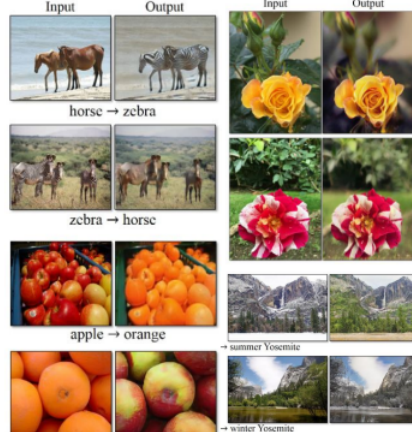 Input Output
horse → zebra
zebra → horse
apple → orange
Input Output
→ summer Yosemite
→ winter Yosemite